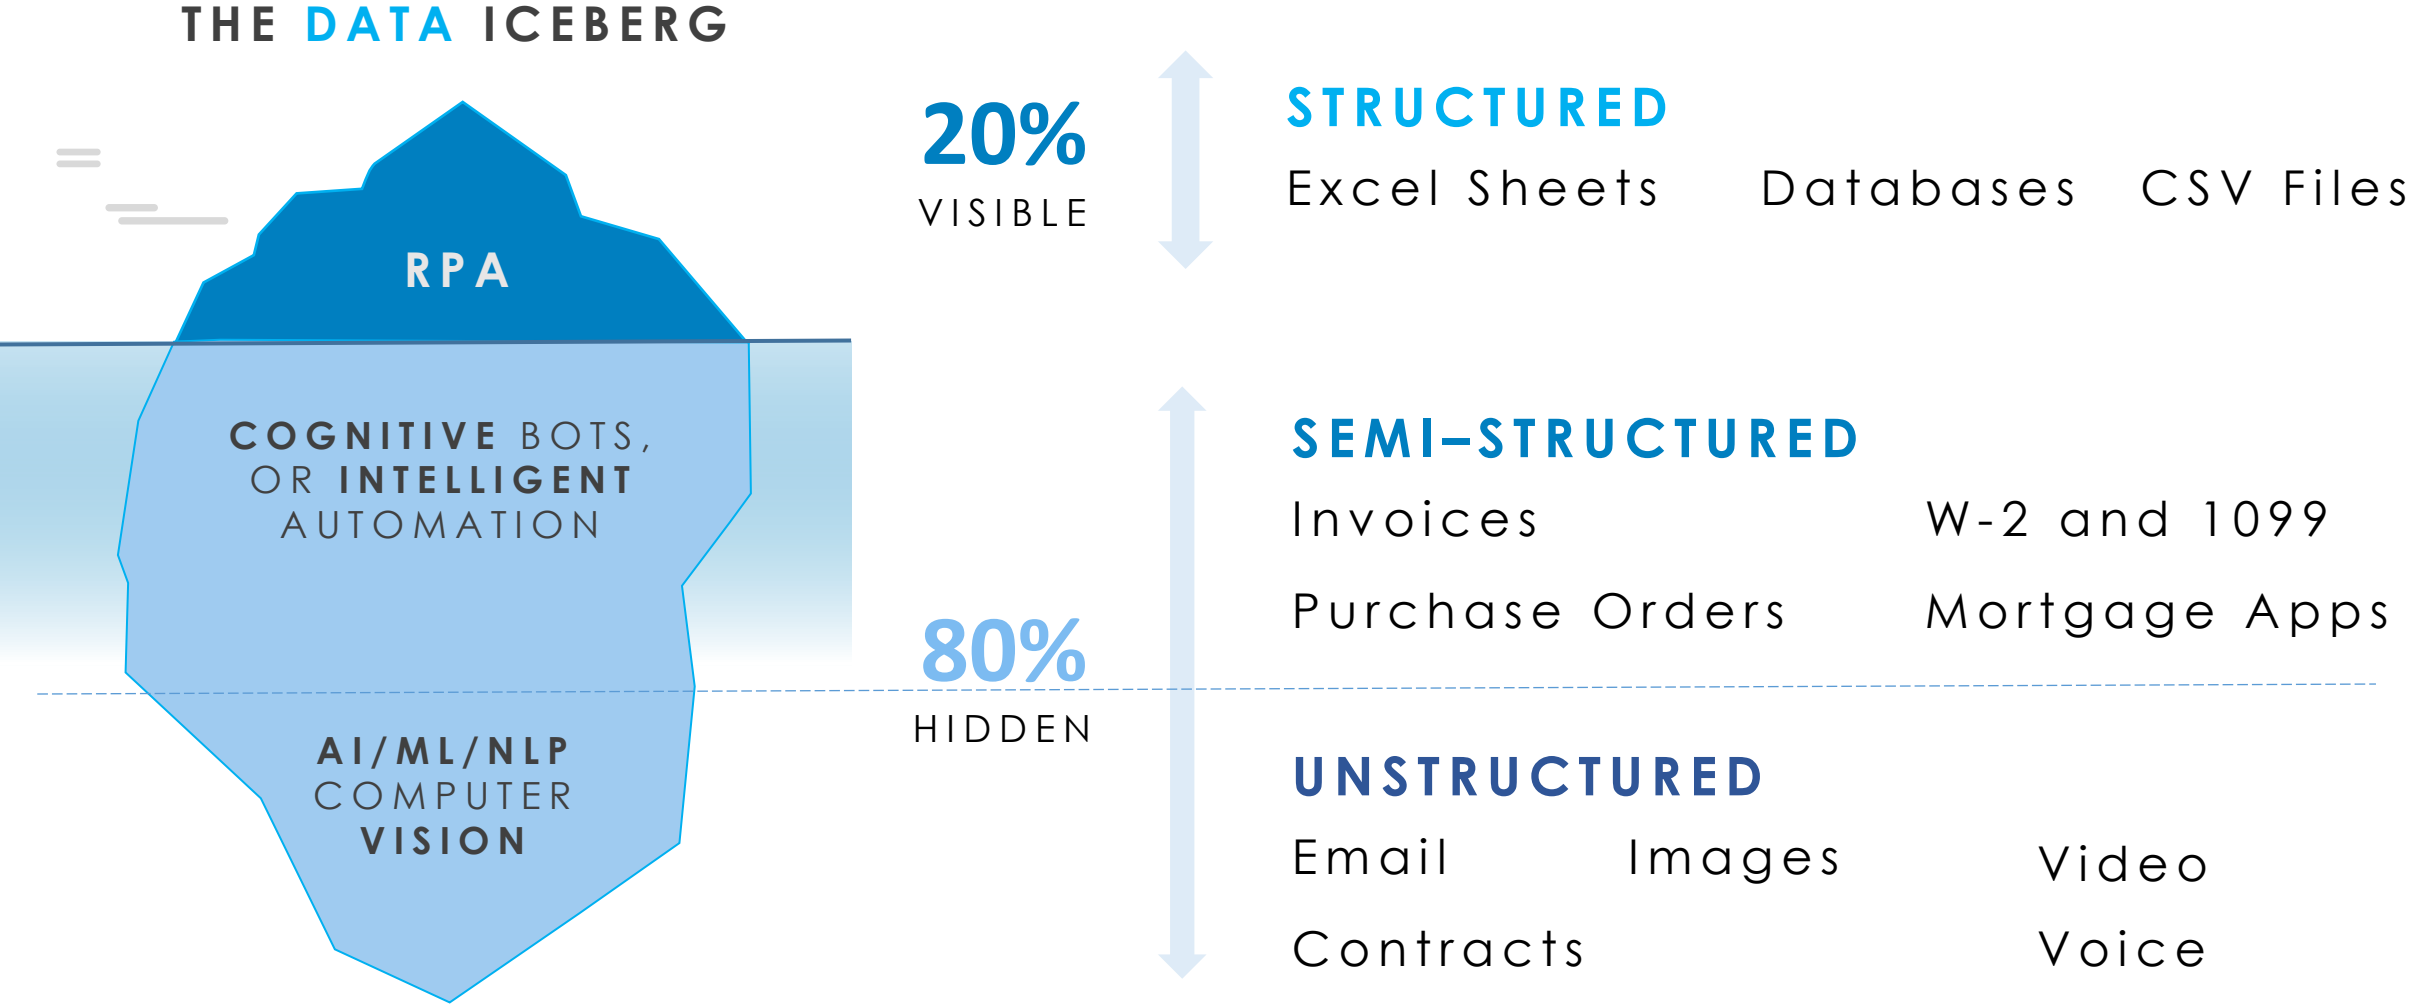 THE DATA ICEBERG
RPA
COGNITIVE BOTS,
OR INTELLIGENT
AUTOMATION
AI/ML/NLP
COMPUTER
VISION
20%
VISIBLE
80%
HIDDEN
STRUCTURED
Excel Sheets Databases CSV Files
SEMI–STRUCTURED
Invoices W-2 and 1099
Purchase Orders Mortgage Apps
UNSTRUCTURED
Email Images Video
Contracts Voice